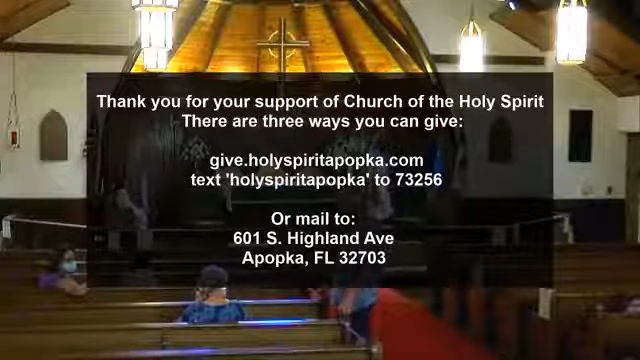 Thank you for your support of Church of the Holy Spirit
There are three ways you can give:
give.holyspiritapopka.com
text 'holyspiritapopka' to 73256
Or mail to:
601 S. Highland Ave
Apopka, FL 32703